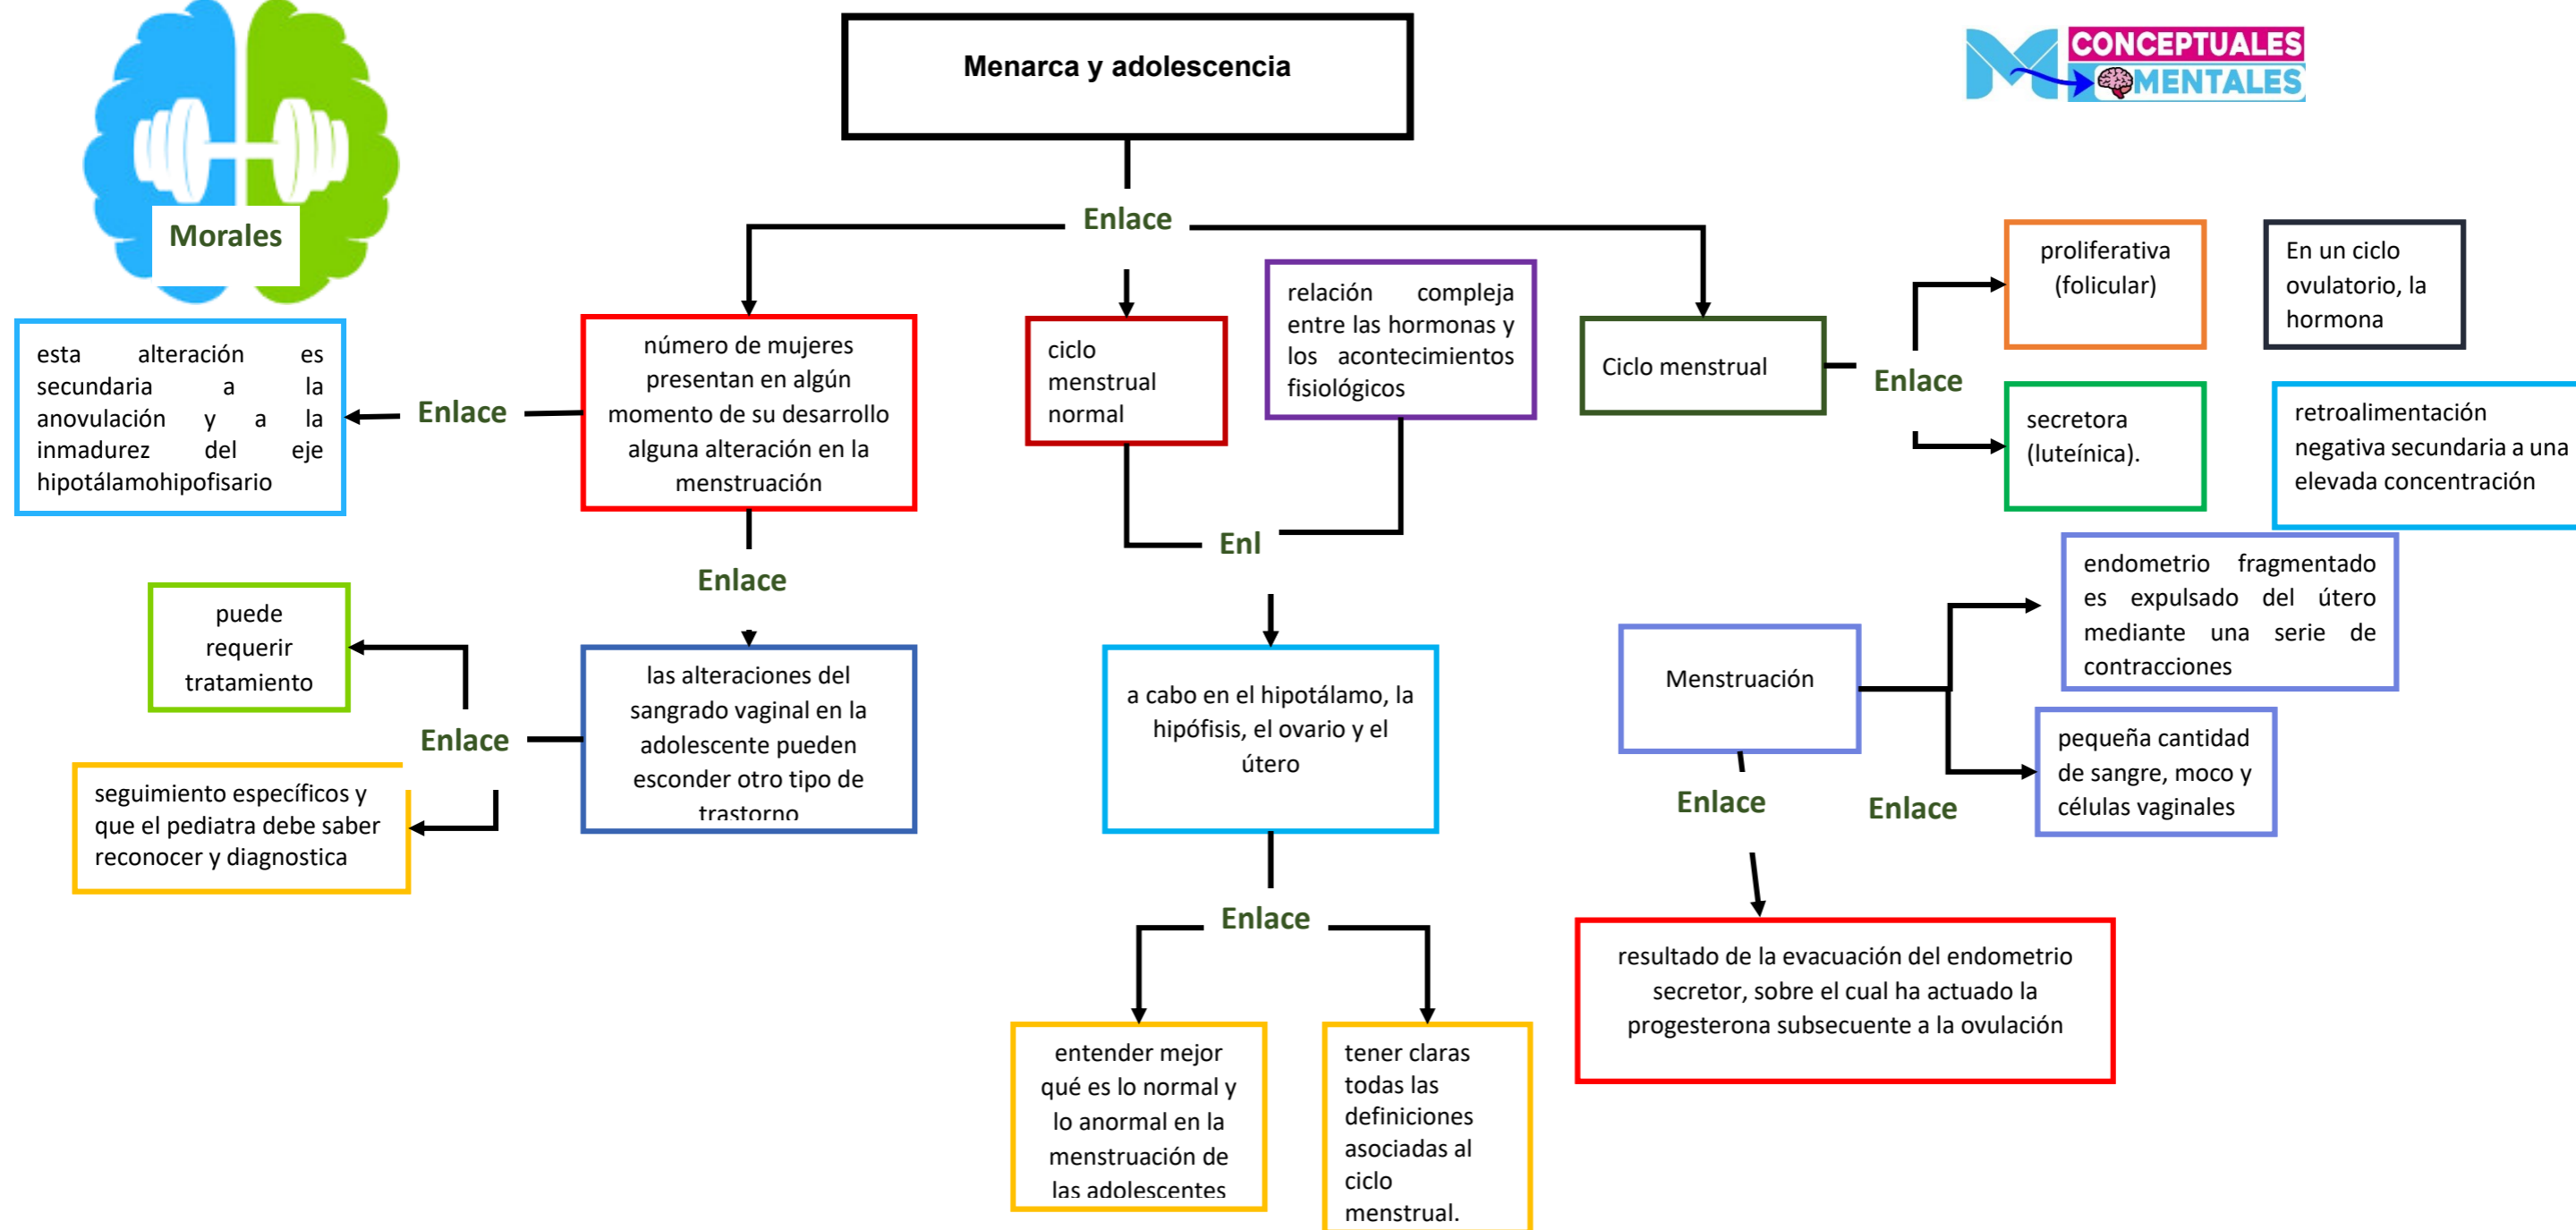 Menarca y adolescencia
CONCEPTUALES
MENTALES
Morales
Enlace
esta alteración es
secundaria a la
anovulación y a la
inmadurez del eje
hipotálamohipofisario
Enlace
número de mujeres
presentan en algún
momento de su desarrollo
alguna alteración en la
menstruación
ciclo
menstrual
normal
relación compleja
entre las hormonas y
los acontecimientos
fisiológicos
Ciclo menstrual
Enlace
proliferativa
(folicular)
En un ciclo
ovulatorio, la
hormona
secretora
(luteínica).
retroalimentación
negativa secundaria a una
elevada concentración
Enlace
Enl
puede
requerir
tratamiento
Enlace
seguimiento específicos y
que el pediatra debe saber
reconocer y diagnostica
las alteraciones del
sangrado vaginal en la
adolescente pueden
esconder otro tipo de
trastorno
a cabo en el hipotálamo, la
hipófisis, el ovario y el
útero
Menstruación
endometrio fragmentado
es expulsado del útero
mediante una serie de
contracciones
pequeña cantidad
de sangre, moco y
células vaginales
Enlace
Enlace
Enlace
entender mejor
qué es lo normal y
lo anormal en la
menstruación de
las adolescentes
tener claras
todas las
definiciones
asociadas al
ciclo
menstrual.
resultado de la evacuación del endometrio
secretor, sobre el cual ha actuado la
progesterona subsecuente a la ovulación